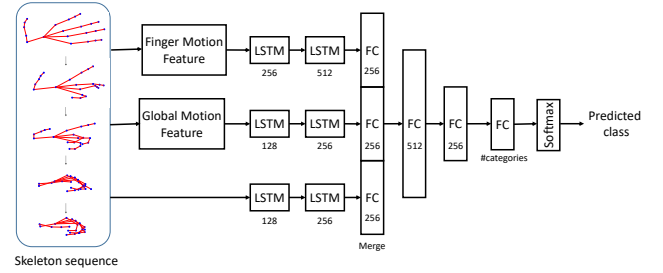 Finger Motion
Feature
LSTM
256
LSTM
512
FC
256
Global Motion
Feature
LSTM
128
LSTM
256
FC
256
LSTM
128
LSTM
256
FC
256
Merge
FC
512
FC
256
FC
#categories
Softmax
Predicted
class
Skeleton sequence